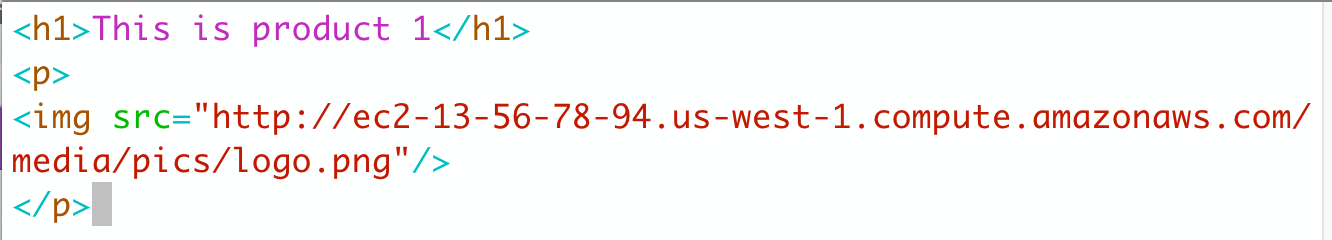 <h1>This is product 1</h1>
<p>
<img src="http://ec2-13-56-78-94.us-west-1.compute.amazonaws.com/
media/pics/logo.png"/>
</p>